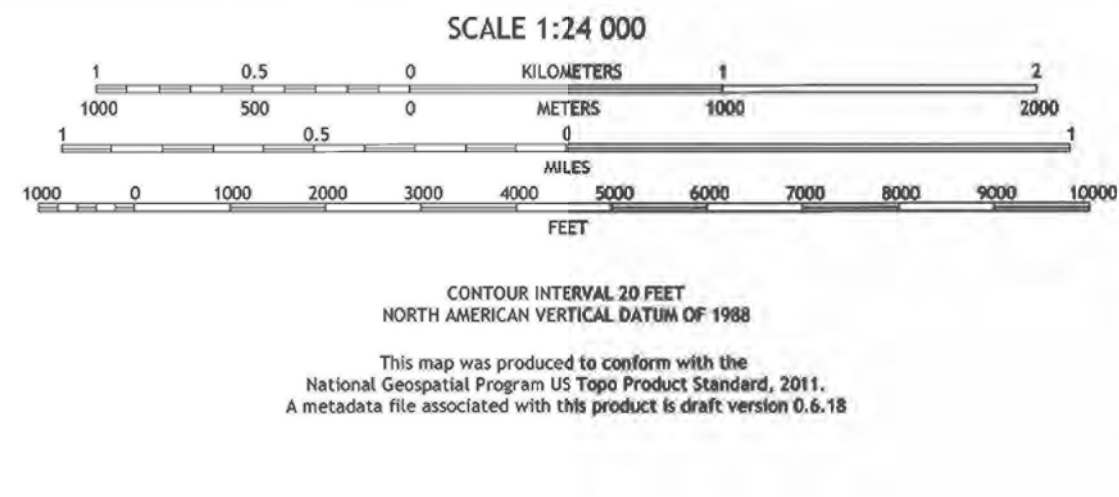 SCALE 1:24 000
1 0.5 0 KILOMETERS 1 2
1000 500 0 METERS 1000 2000
1 0.5 0 1
MILES
1000 0 1000 2000 3000 4000 5000 6000 7000 8000 9000 10000
FEET
CONTOUR INTERVAL 20 FEET
NORTH AMERICAN VERTICAL DATUM OF 1988
This map was produced to conform with the
National Geospatial Program US Topo Product Standard, 2011.
A metadata file associated with this product is draft version 0.6.18